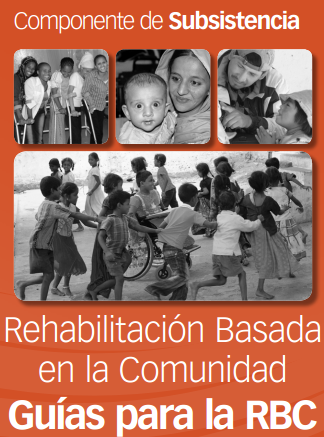 Componente de Subsistencia
Rehabilitación Basada
en la Comunidad
Guías para la RBC